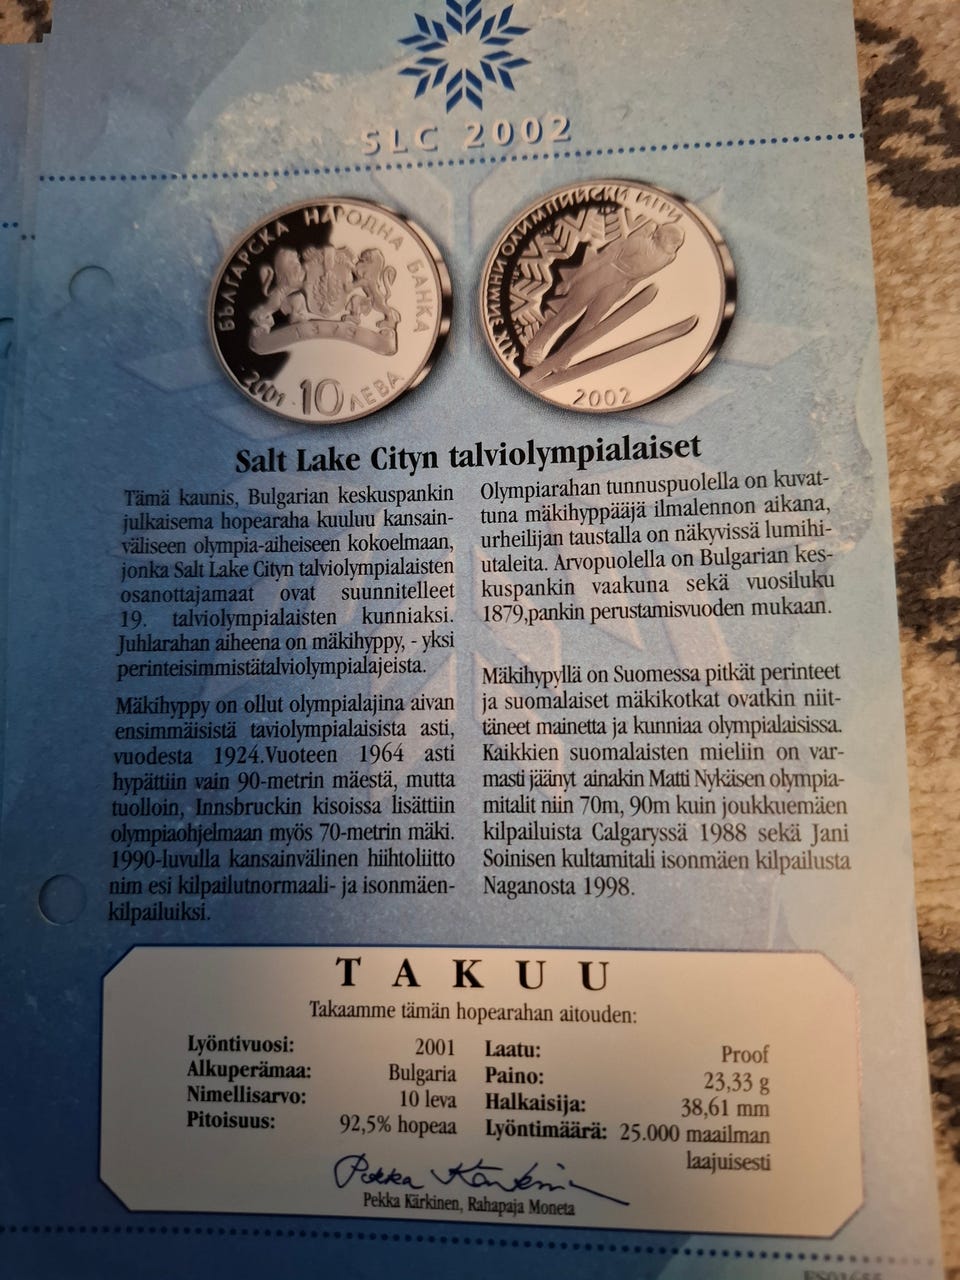 SLC 2002
БЪЛГАРСКА НАРОДНА БАНКА
1879
·2001·10 ЛЕВА
XIX ЗИМНИ ОЛИМПИЙСКИ ИГРИ
2002
Salt Lake Cityn talviolympialaiset
Tämä kaunis, Bulgarian keskuspankin
julkaisema hopearaha kuuluu kansain-
väliseen olympia-aiheiseen kokoelmaan,
jonka Salt Lake Cityn talviolympialaisten
osanottajamaat ovat suunnitelleet
19. talviolympialaisten kunniaksi.
Juhlarahan aiheena on mäkihyppy, - yksi
perinteisimmistätalviolympialajeista.
Mäkihyppy on ollut olympialajina aivan
ensimmäisistä taviolympialaisista asti,
vuodesta 1924.Vuoteen 1964 asti
hypättiin vain 90-metrin mäestä, mutta
tuolloin, Innsbruckin kisoissa lisättiin
olympiaohjelmaan myös 70-metrin mäki.
1990-luvulla kansainvälinen hiihtoliitto
nim esi kilpailutnormaali- ja isonmäen-
kilpailuiksi.
Olympiarahan tunnuspuolella on kuvat-
tuna mäkihyppääjä ilmalennon aikana,
urheilijan taustalla on näkyvissä lumihi-
utaleita. Arvopuolella on Bulgarian kes-
kuspankin vaakuna sekä vuosiluku
1879,pankin perustamisvuoden mukaan.
Mäkihypyllä on Suomessa pitkät perinteet
ja suomalaiset mäkikotkat ovatkin niit-
täneet mainetta ja kunniaa olympialaisissa.
Kaikkien suomalaisten mieliin on var-
masti jäänyt ainakin Matti Nykäsen olympia-
mitalit niin 70m, 90m kuin joukkuemäen
kilpailuista Calgaryssä 1988 sekä Jani
Soinisen kultamitali isonmäen kilpailusta
Naganosta 1998.
TAKUU
Takaamme tämän hopearahan aitouden:
Lyöntivuosi: 2001
Alkuperämaa: Bulgaria
Nimellisarvo: 10 leva
Pitoisuus: 92,5% hopeaa
Laatu: Proof
Paino: 23,33 g
Halkaisija: 38,61 mm
Lyöntimäärä: 25.000 maailman
laajuisesti
Pekka Kärkinen
Pekka Kärkinen, Rahapaja Moneta